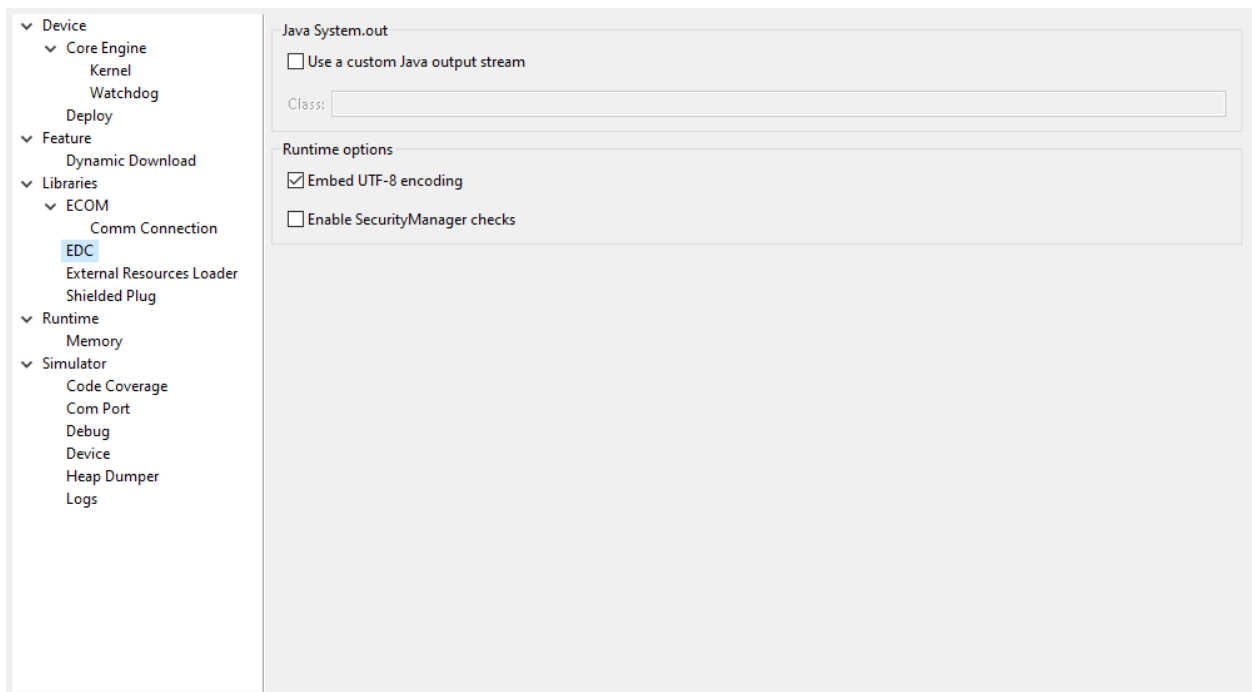 Device
Core Engine
Kernel
Watchdog
Deploy
Feature
Dynamic Download
Libraries
ECOM
Comm Connection
EDC
External Resources Loader
Shielded Plug
Runtime
Memory
Simulator
Code Coverage
Com Port
Debug
Device
Heap Dumper
Logs
Java System.out
Use a custom Java output stream
Class:
Runtime options
Embed UTF-8 encoding
Enable SecurityManager checks